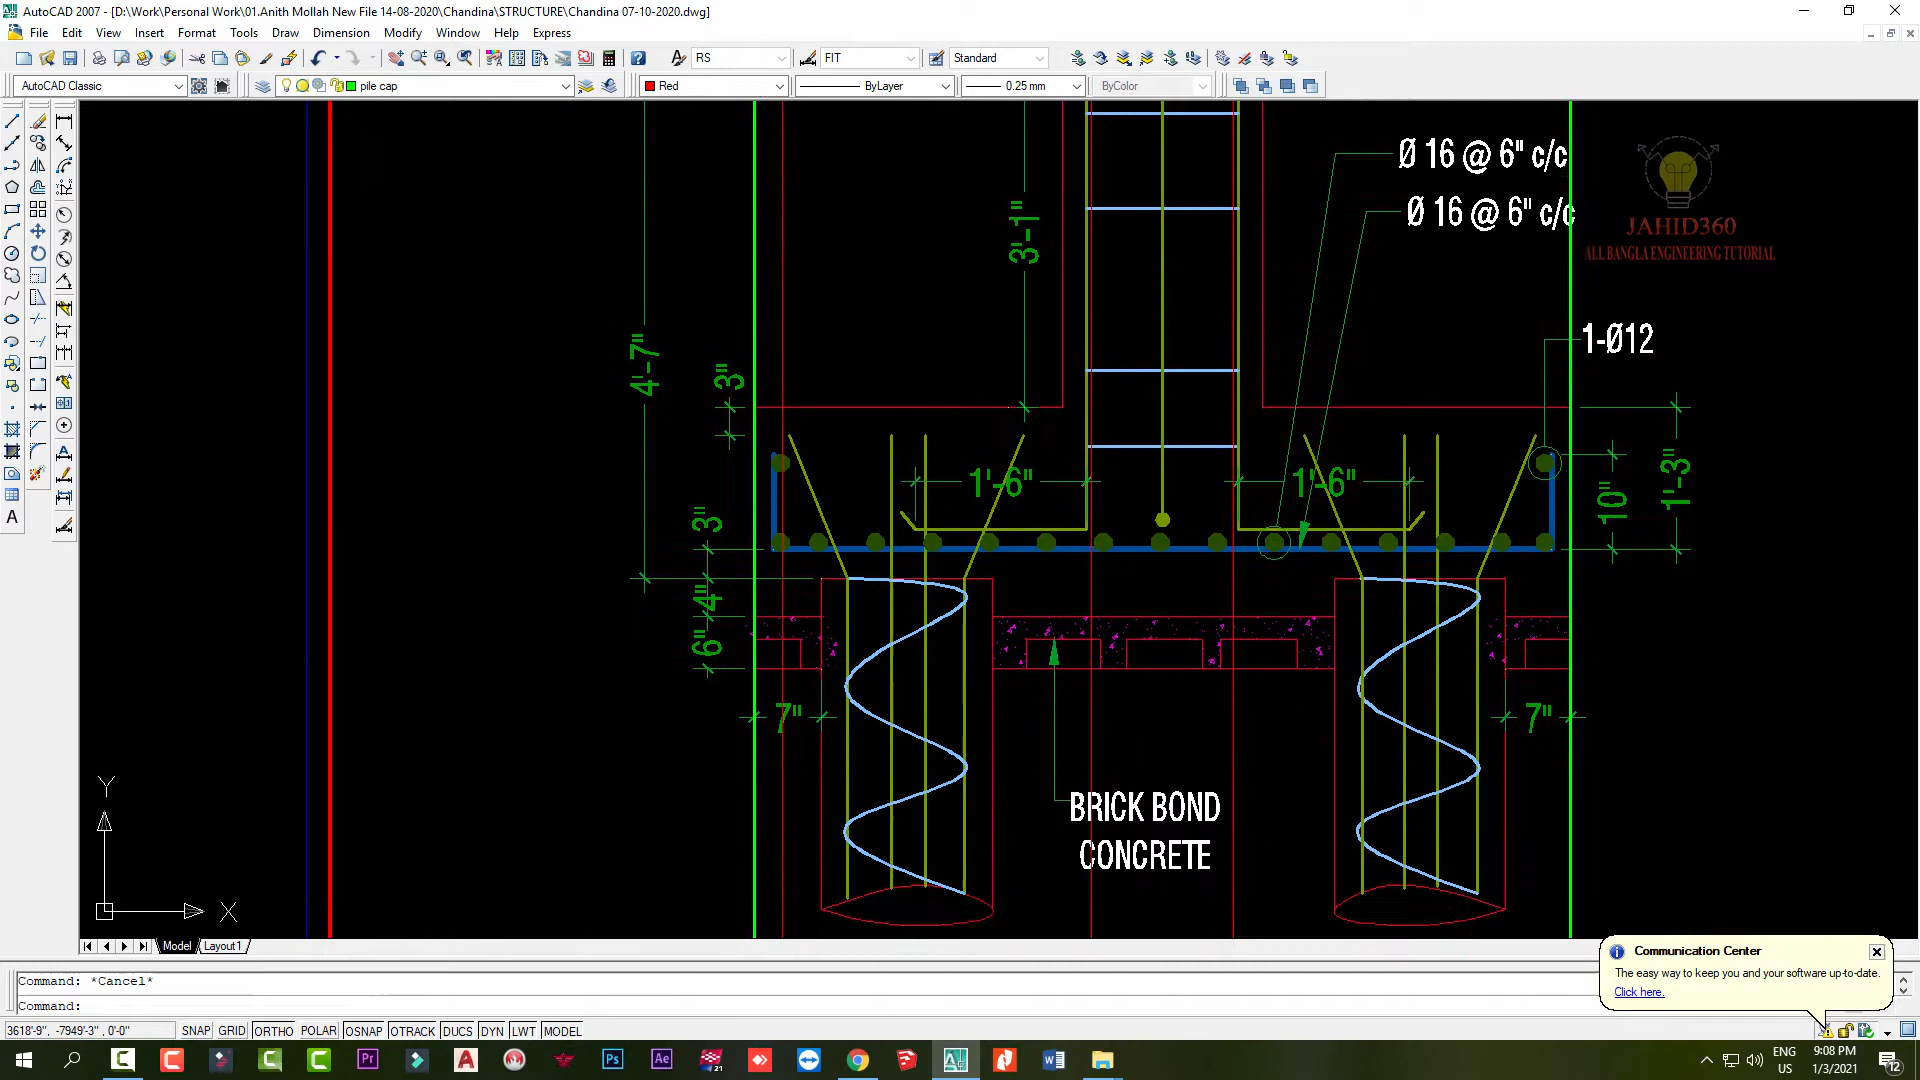 AutoCAD 2007 - [D:\Work\Personal Work\01.Anith Mollah New File 14-08-2020\Chandina\STRUCTURE\Chandina 07-10-2020.dwg]
File Edit View Insert Format Tools Draw Dimension Modify Window Help Express
RS FIT Standard
AutoCAD Classic pile cap Red ByLayer 0.25 mm ByColor
Ø 16 @ 6" c/c
Ø 16 @ 6" c/c
JAHID360
ALL BANGLA ENGINEERING TUTORIAL
3'-1"
1-Ø12
4'-7"
3"
1'-6"
1'-6"
10"
1'-3"
3"
4"
6"
7"
7"
BRICK BOND
CONCRETE
Y
X
Model Layout1
Communication Center
The easy way to keep you and your software up-to-date.
Click here.
Command: *Cancel*
Command:
3618'-9", -7949'-3" , 0'-0" SNAP GRID ORTHO POLAR OSNAP OTRACK DUCS DYN LWT MODEL
Pr Ps Ae 21
ENG
US
9:08 PM
1/3/2021
12